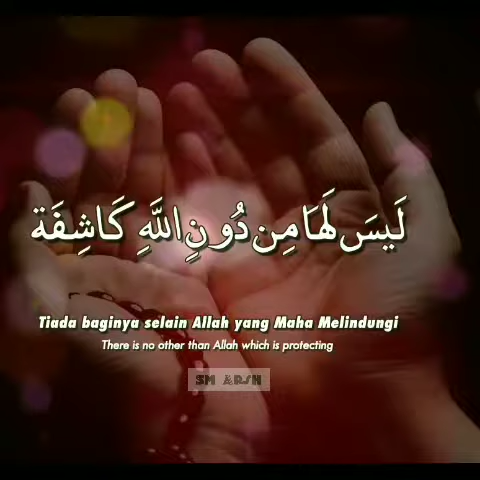 لَيسَ لَهَا مِن دُونِ اللَّهِ كَاشِفَة
Tiada baginya selain Allah yang Maha Melindungi
There is no other than Allah which is protecting
SM ARSH